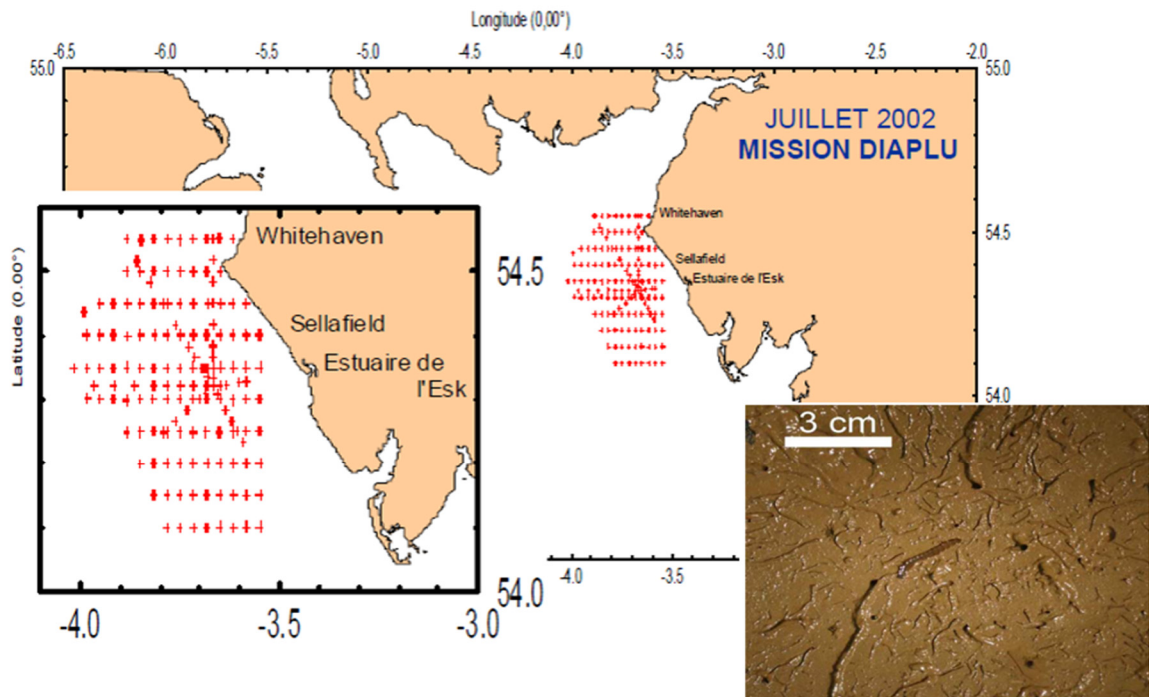 Longitude (0,00°)
-6.5 -6.0 -5.5 -5.0 -4.5 -4.0 -3.5 -3.0 -2.5 -2.0
55.0
55.0
JUILLET 2002
MISSION DIAPLU
Whitehaven
54.5
Sellafield
Estuaire de l'Esk
54.0
Latitude (0.00°)
Whitehaven
54.5
Sellafield
Estuaire de
l'Esk
54.0
-4.0 -3.5 -3.0
-4.0 -3.5
3 cm